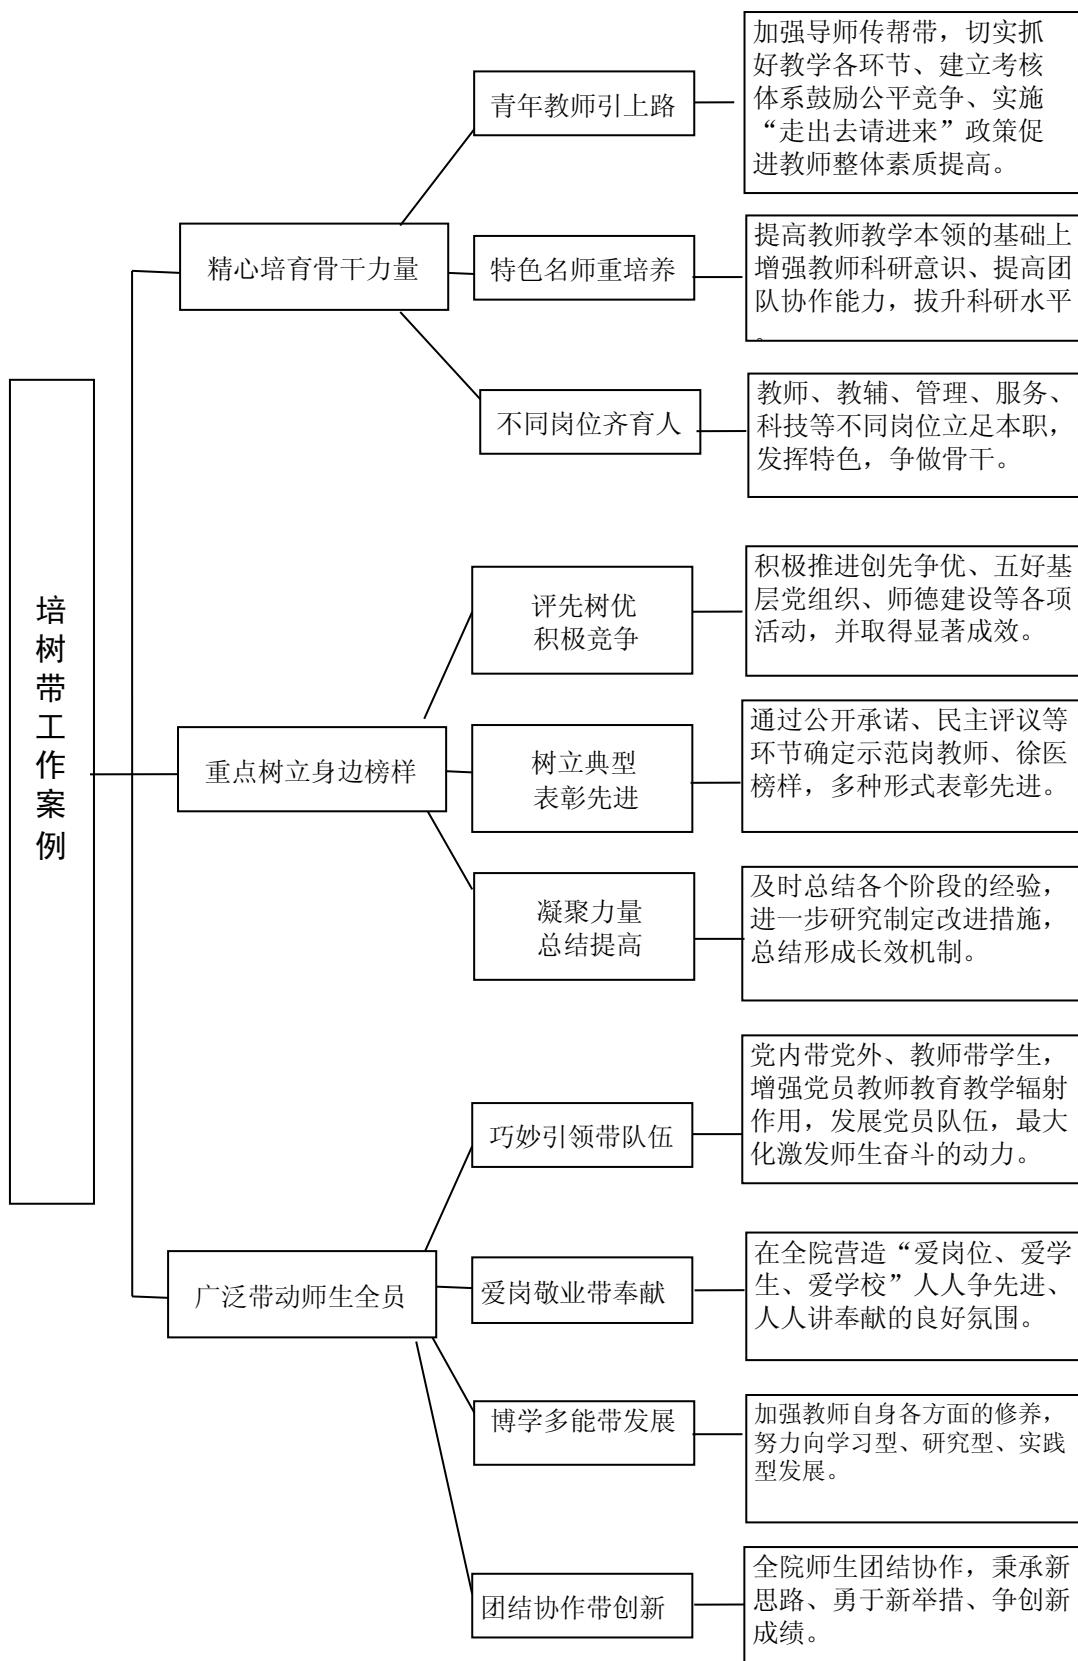 培树带工作案例
精心培育骨干力量
青年教师引上路
加强导师传帮带，切实抓
好教学各环节、建立考核
体系鼓励公平竞争、实施
“走出去请进来”政策促
进教师整体素质提高。
特色名师重培养
提高教师教学本领的基础上
增强教师科研意识、提高团
队协作能力，拔升科研水平
。
不同岗位齐育人
教师、教辅、管理、服务、
科技等不同岗位立足本职，
发挥特色，争做骨干。
重点树立身边榜样
评先树优
积极竞争
积极推进创先争优、五好基
层党组织、师德建设等各项
活动，并取得显著成效。
树立典型
表彰先进
通过公开承诺、民主评议等
环节确定示范岗教师、徐医
榜样，多种形式表彰先进。
凝聚力量
总结提高
及时总结各个阶段的经验，
进一步研究制定改进措施，
总结形成长效机制。
广泛带动师生全员
巧妙引领带队伍
党内带党外、教师带学生，
增强党员教师教育教学辐射
作用，发展党员队伍，最大
化激发师生奋斗的动力。
爱岗敬业带奉献
在全院营造“爱岗位、爱学
生、爱学校”人人争先进、
人人讲奉献的良好氛围。
博学多能带发展
加强教师自身各方面的修养，
努力向学习型、研究型、实践
型发展。
团结协作带创新
全院师生团结协作，秉承新
思路、勇于新举措、争创新
成绩。